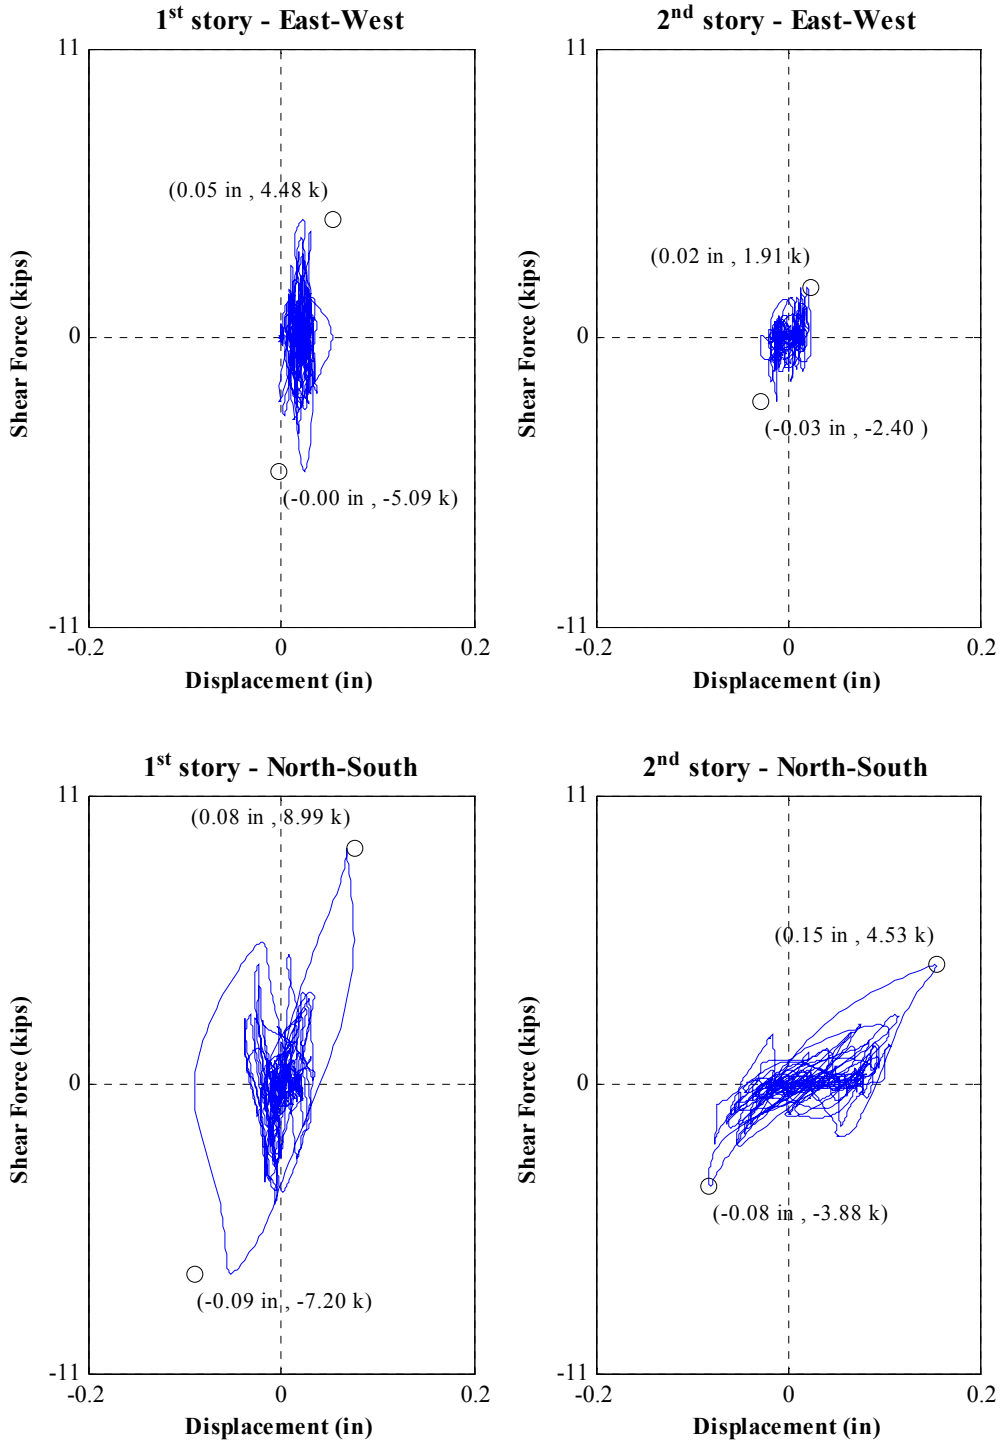 1st story - East-West
11
(0.05 in , 4.48 k)
0
(-0.00 in , -5.09 k)
-11
-0.2 0 0.2
Displacement (in)
Shear Force (kips)
2nd story - East-West
11
(0.02 in , 1.91 k)
0
(-0.03 in , -2.40 )
-11
-0.2 0 0.2
Displacement (in)
Shear Force (kips)
1st story - North-South
11
(0.08 in , 8.99 k)
0
(-0.09 in , -7.20 k)
-11
-0.2 0 0.2
Displacement (in)
Shear Force (kips)
2nd story - North-South
11
(0.15 in , 4.53 k)
0
(-0.08 in , -3.88 k)
-11
-0.2 0 0.2
Displacement (in)
Shear Force (kips)